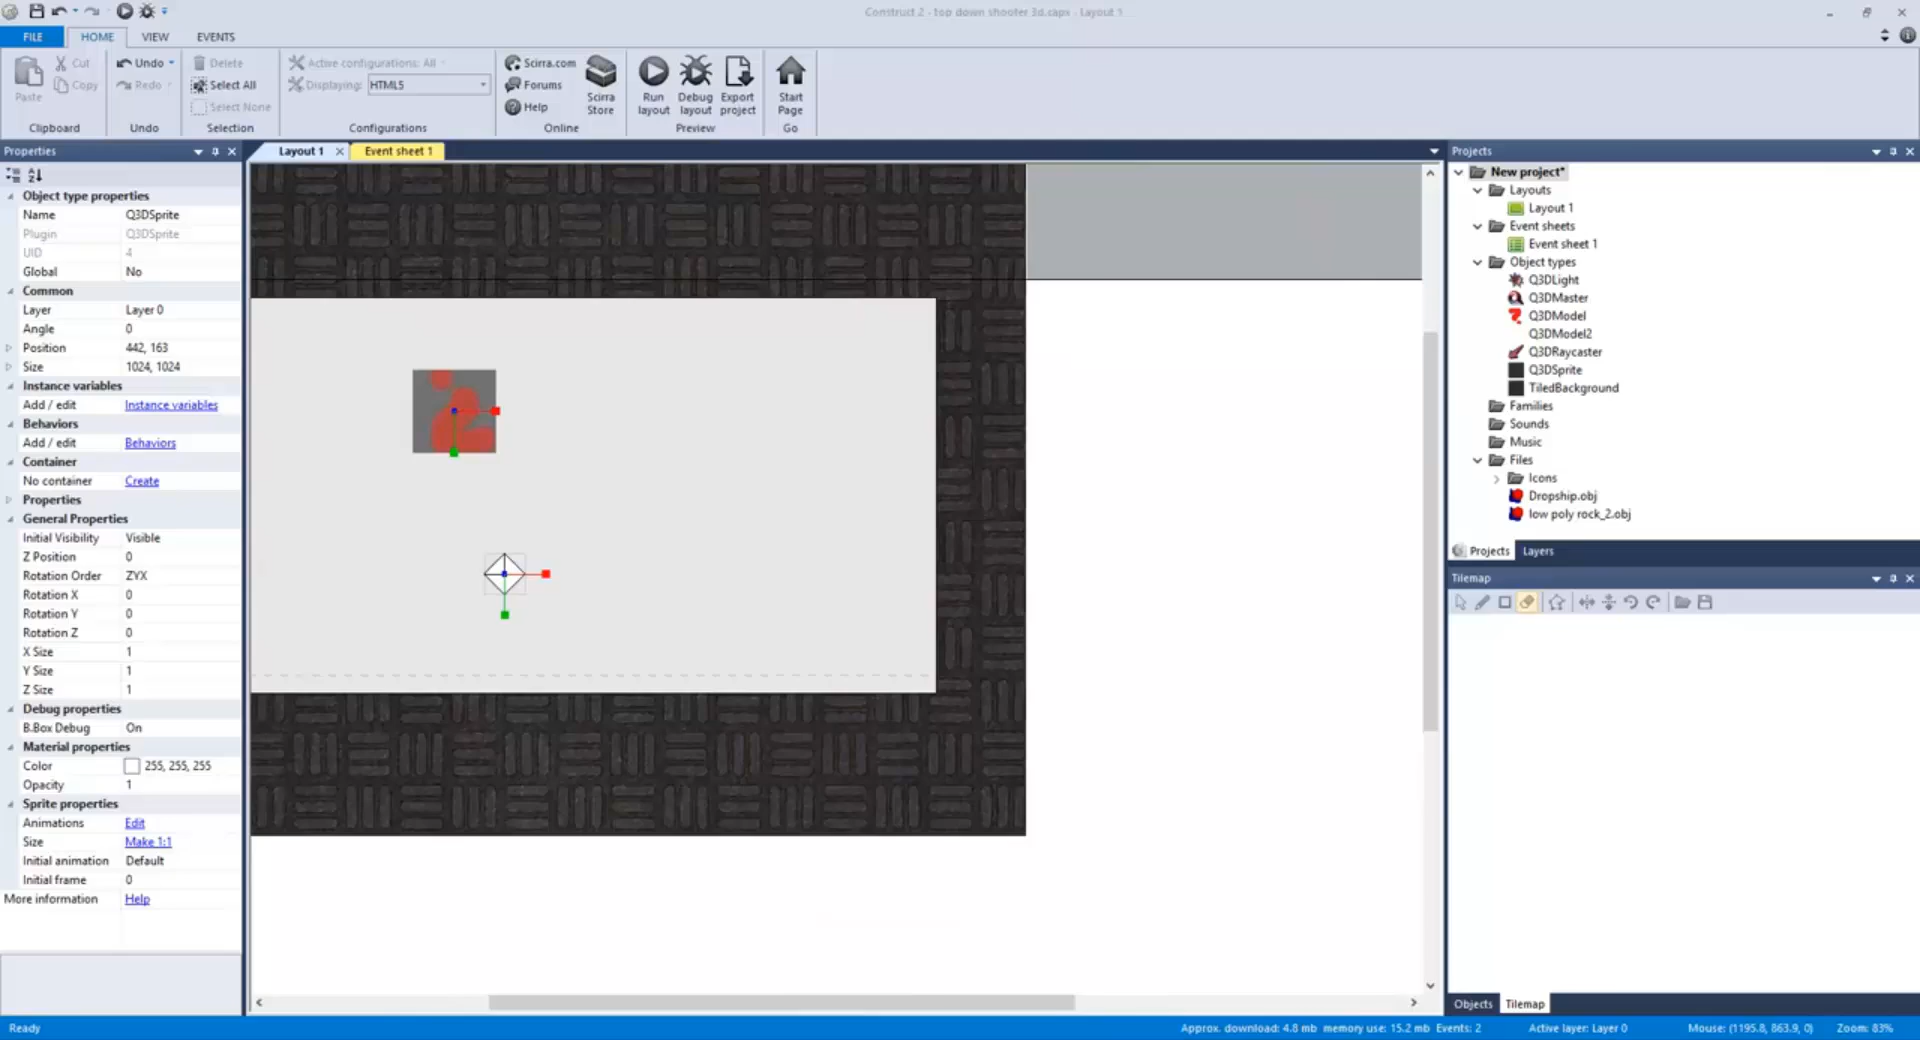 Construct 2 - top down shooter 3d.capx - Layout 1
FILE HOME VIEW EVENTS
Paste
Cut
Copy
Clipboard
Undo
Redo
Undo
Delete
Select All
Select None
Selection
Active configurations: All
Displaying: HTML5
Configurations
Scirra.com
Forums
Help
Scirra Store
Online
Run layout
Debug layout
Export project
Preview
Start Page
Go
Properties
Object type properties
Name Q3DSprite
Plugin Q3DSprite
UID 4
Global No
Common
Layer Layer 0
Angle 0
Position 442, 163
Size 1024, 1024
Instance variables
Add / edit Instance variables
Behaviors
Add / edit Behaviors
Container
No container Create
Properties
General Properties
Initial Visibility Visible
Z Position 0
Rotation Order ZYX
Rotation X 0
Rotation Y 0
Rotation Z 0
X Size 1
Y Size 1
Z Size 1
Debug properties
B.Box Debug On
Material properties
Color 255, 255, 255
Opacity 1
Sprite properties
Animations Edit
Size Make 1:1
Initial animation Default
Initial frame 0
More information Help
Layout 1
Event sheet 1
Projects
New project*
Layouts
Layout 1
Event sheets
Event sheet 1
Object types
Q3DLight
Q3DMaster
Q3DModel
Q3DModel2
Q3DRaycaster
Q3DSprite
TiledBackground
Families
Sounds
Music
Files
Icons
Dropship.obj
low poly rock_2.obj
Projects Layers
Tilemap
Objects Tilemap
Ready
Approx. download: 4.8 mb memory use: 15.2 mb Events: 2
Active layer: Layer 0
Mouse: (1195.8, 863.9, 0)
Zoom: 83%